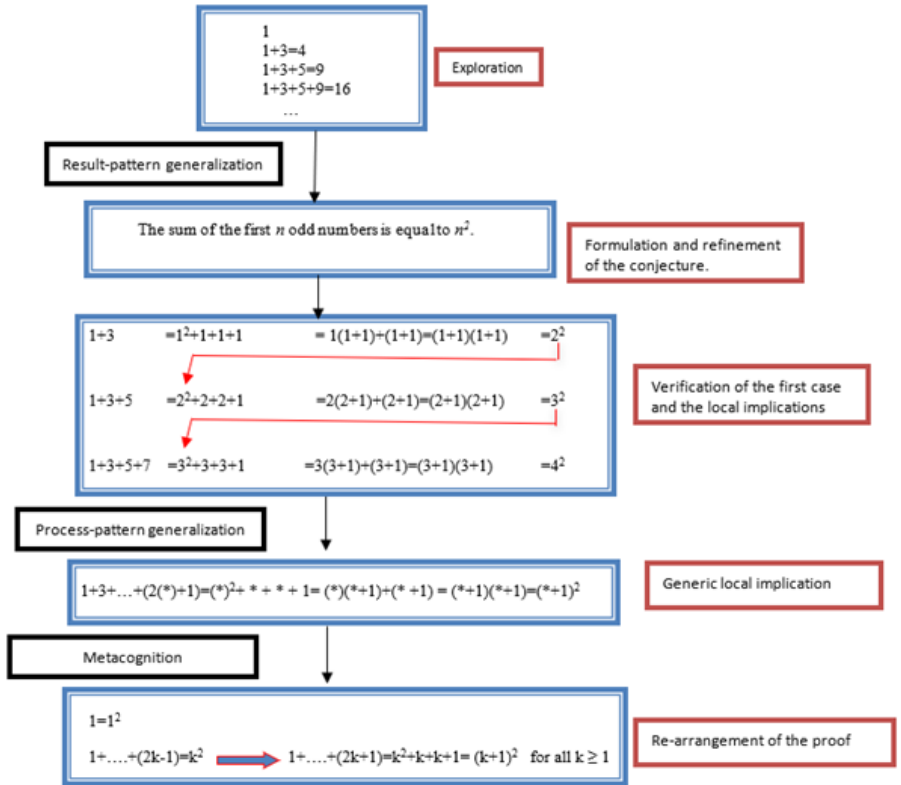 1
1+3=4
1+3+5=9
1+3+5+9=16
...
Exploration
Result-pattern generalization
The sum of the first n odd numbers is equal to n².
Formulation and refinement
of the conjecture.
1+3 =1²+1+1+1 = 1(1+1)+(1+1)=(1+1)(1+1) =2²
1+3+5 =2²+2+2+1 =2(2+1)+(2+1)=(2+1)(2+1) =3²
1+3+5+7 =3²+3+3+1 =3(3+1)+(3+1)=(3+1)(3+1) =4²
Verification of the first case
and the local implications
Process-pattern generalization
1+3+...+(2(*)+1)=(*)²+ * + * + 1= (*)(*+1)+(* +1) = (*+1)(*+1)=(*+1)²
Generic local implication
Metacognition
1=1²
1+....+(2k-1)=k² 1+....+(2k+1)=k²+k+k+1= (k+1)² for all k ≥ 1
Re-arrangement of the proof